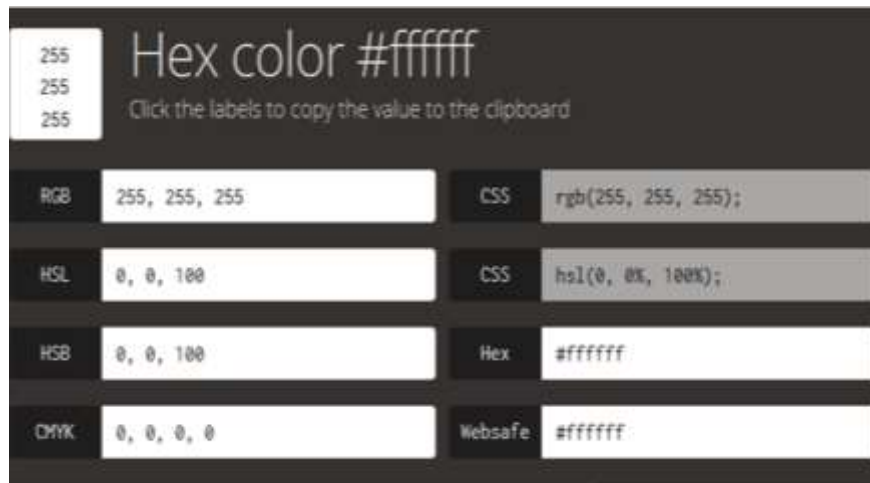 255
255
255
Hex color #ffffff
Click the labels to copy the value to the clipboard
RGB 255, 255, 255 CSS rgb(255, 255, 255);
HSL 0, 0, 100 CSS hsl(0, 0%, 100%);
HSB 0, 0, 100 Hex #ffffff
CMYK 0, 0, 0, 0 Websafe #ffffff